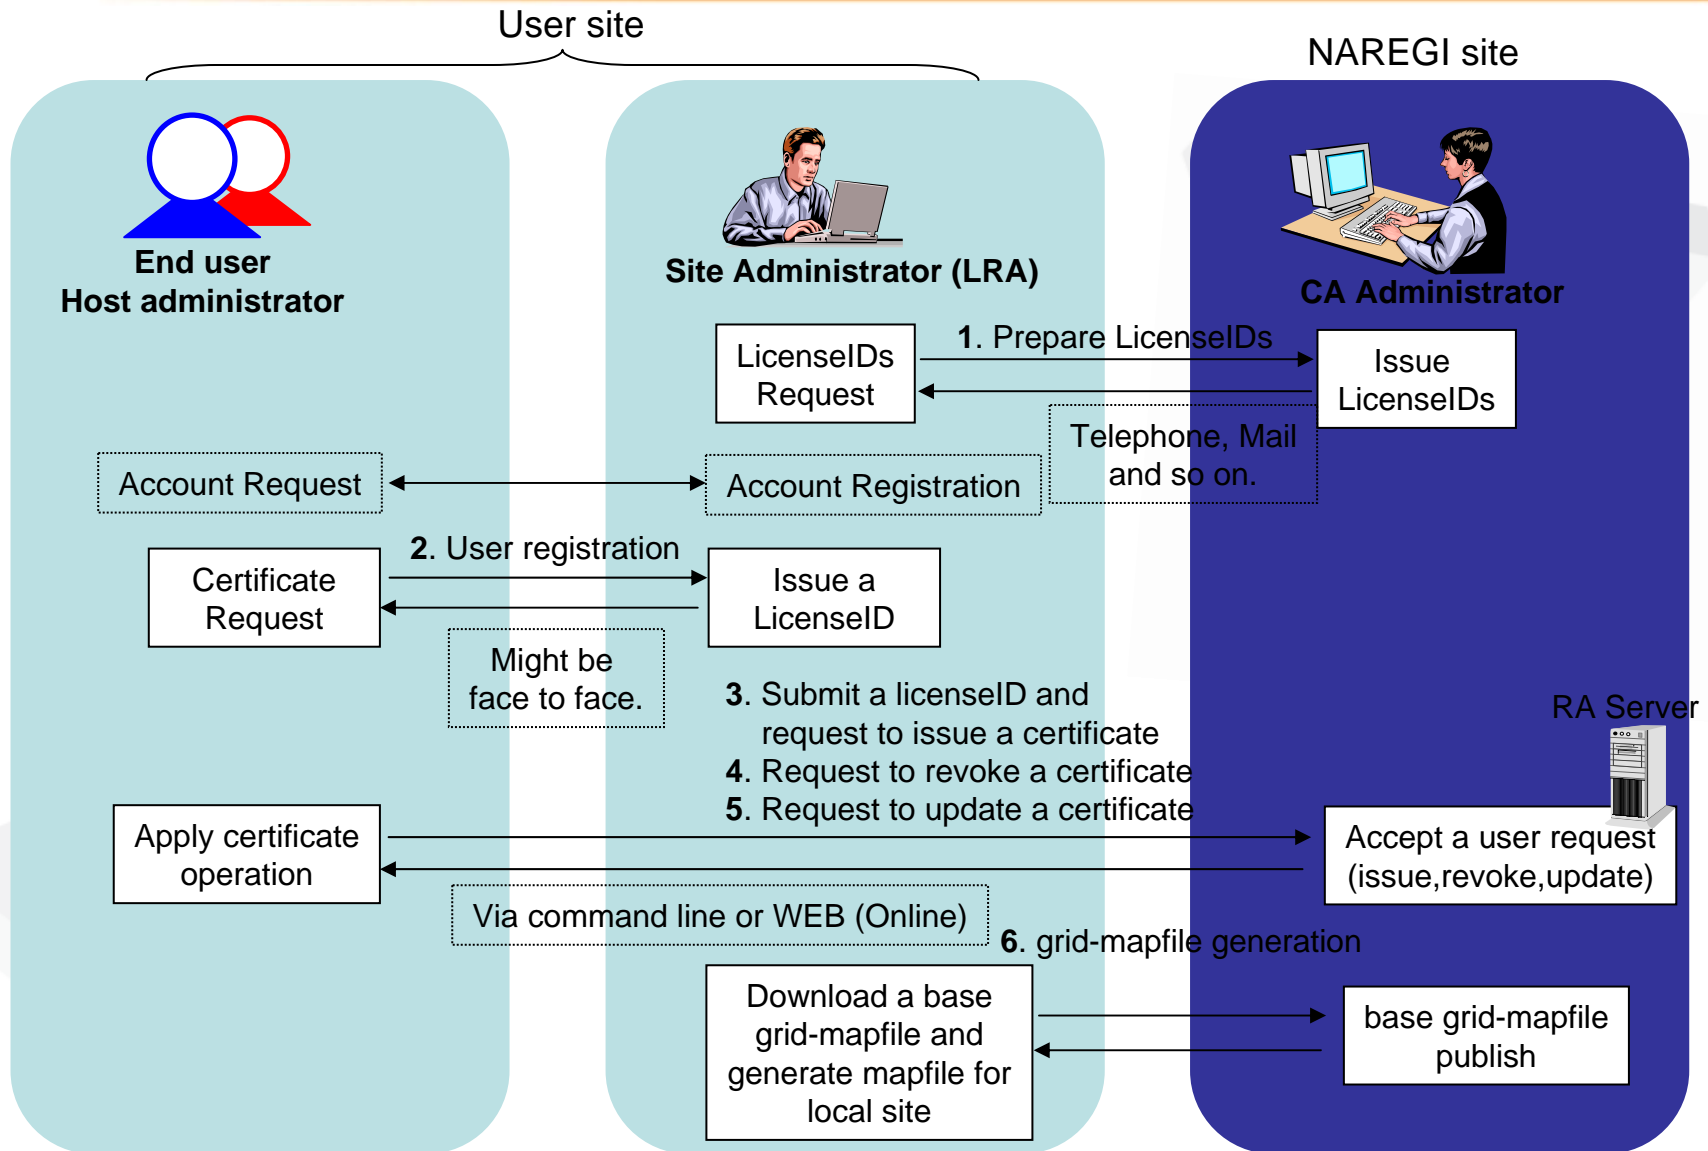 User site
NAREGI site
End user
Host administrator
Site Administrator (LRA)
CA Administrator
1. Prepare LicenseIDs
LicenseIDs
Request
Issue
LicenseIDs
Telephone, Mail
and so on.
Account Request
Account Registration
2. User registration
Certificate
Request
Issue a
LicenseID
Might be
face to face.
3. Submit a licenseID and
request to issue a certificate
4. Request to revoke a certificate
5. Request to update a certificate
RA Server
Apply certificate
operation
Accept a user request
(issue,revoke,update)
Via command line or WEB (Online)
6. grid-mapfile generation
Download a base
grid-mapfile and
generate mapfile for
local site
base grid-mapfile
publish